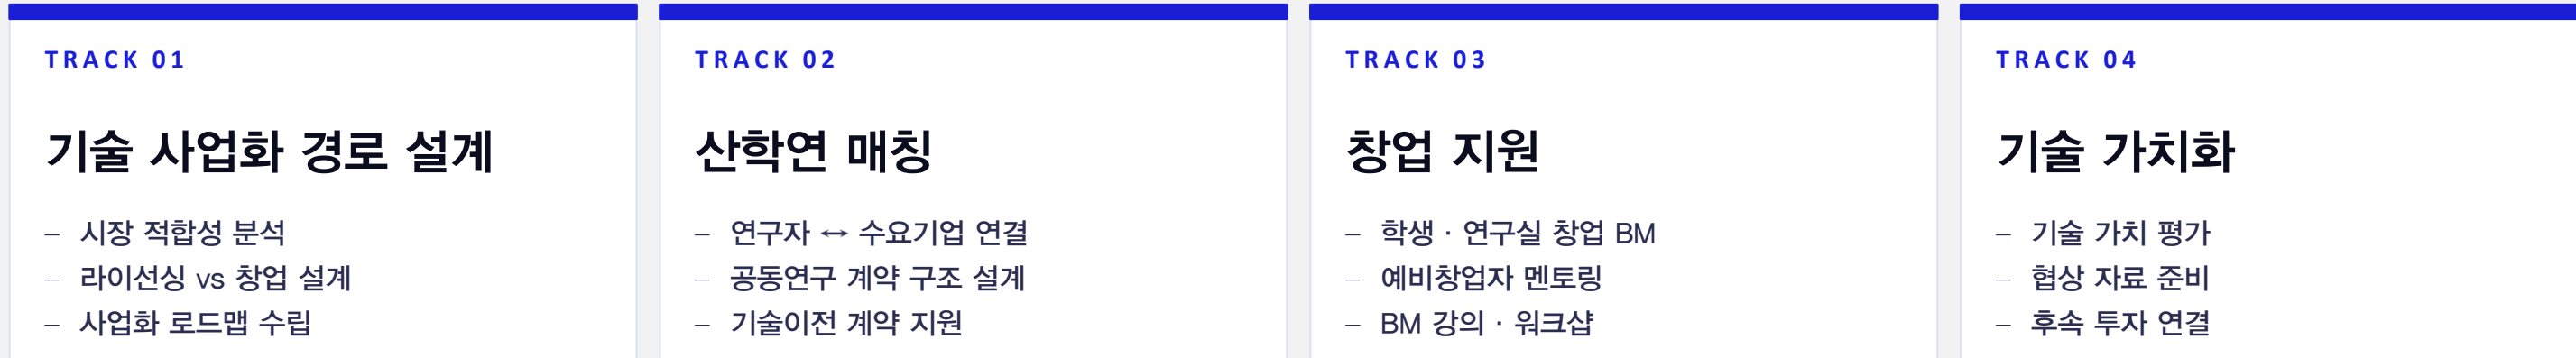 TRACK 01
기술 사업화 경로 설계
– 시장 적합성 분석
– 라이선싱 vs 창업 설계
– 사업화 로드맵 수립
TRACK 02
산학연 매칭
– 연구자 ↔ 수요기업 연결
– 공동연구 계약 구조 설계
– 기술이전 계약 지원
TRACK 03
창업 지원
– 학생 · 연구실 창업 BM
– 예비창업자 멘토링
– BM 강의 · 워크샵
TRACK 04
기술 가치화
– 기술 가치 평가
– 협상 자료 준비
– 후속 투자 연결